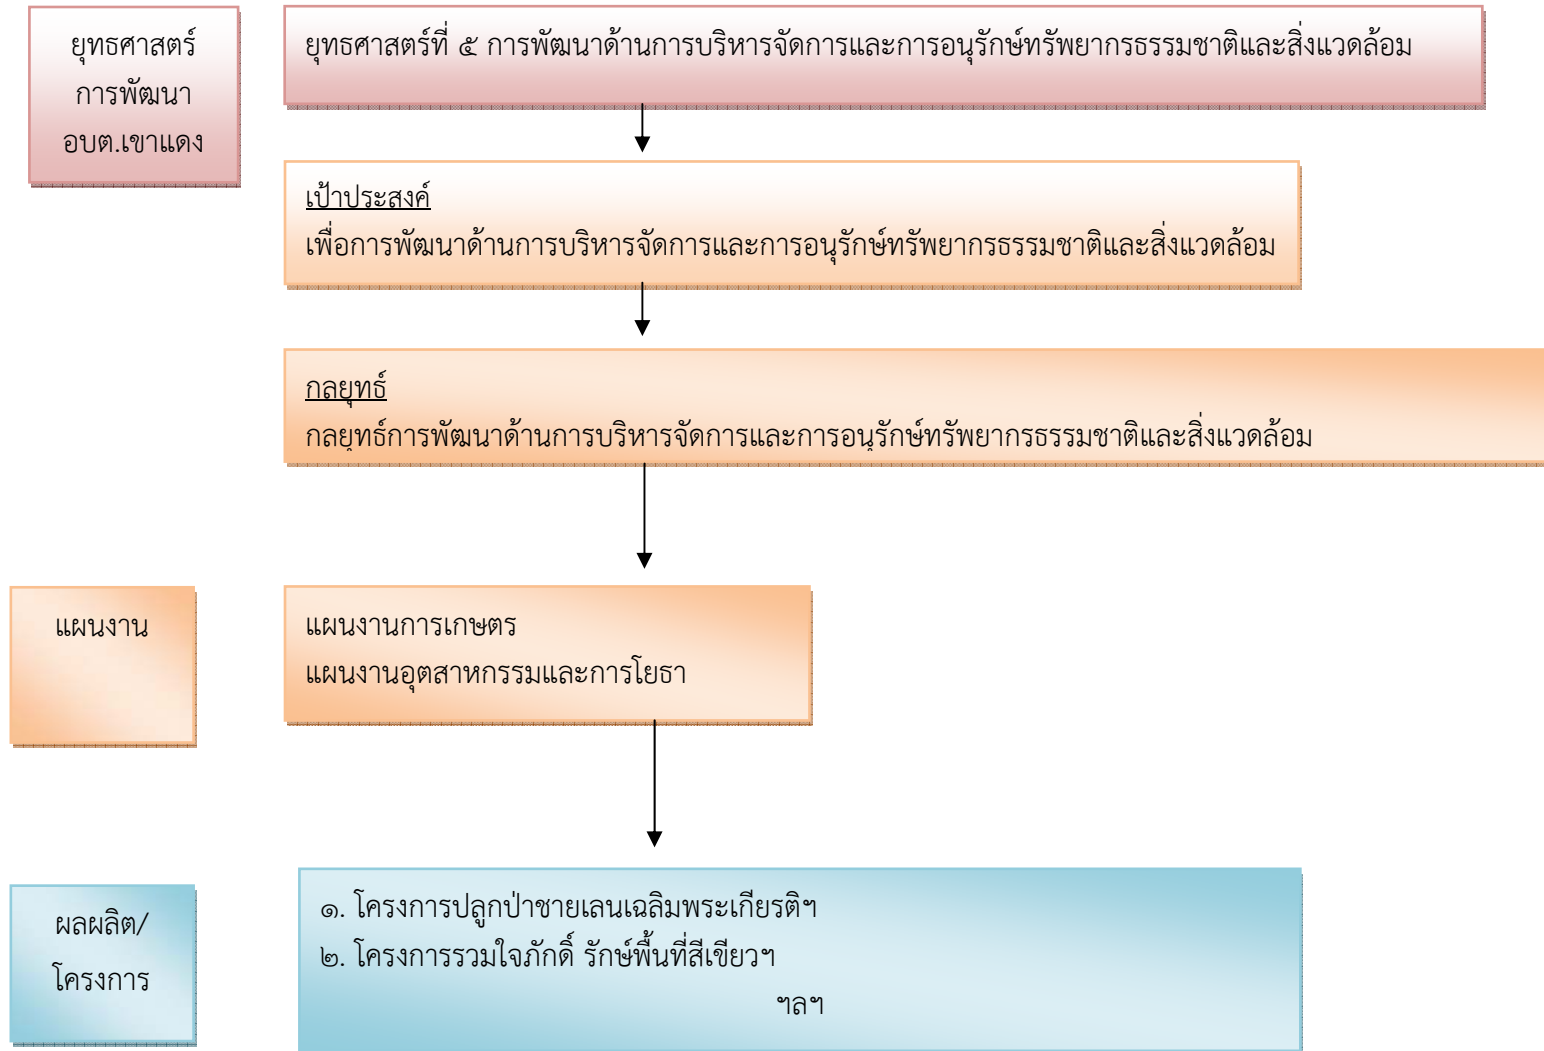 ยุทธศาสตร์
การพัฒนา
อบต.เขาแดง
ยุทธศาสตร์ที่ ๕ การพัฒนาด้านการบริหารจัดการและการอนุรักษ์ทรัพยากรธรรมชาติและสิ่งแวดล้อม
เป้าประสงค์
เพื่อการพัฒนาด้านการบริหารจัดการและการอนุรักษ์ทรัพยากรธรรมชาติและสิ่งแวดล้อม
กลยุทธ์
กลยุทธ์การพัฒนาด้านการบริหารจัดการและการอนุรักษ์ทรัพยากรธรรมชาติและสิ่งแวดล้อม
แผนงาน
แผนงานการเกษตร
แผนงานอุตสาหกรรมและการโยธา
ผลผลิต/
โครงการ
๑. โครงการปลูกป่าชายเลนเฉลิมพระเกียรติฯ
๒. โครงการรวมใจภักดิ์ รักษ์พื้นที่สีเขียวฯ
ฯลฯ